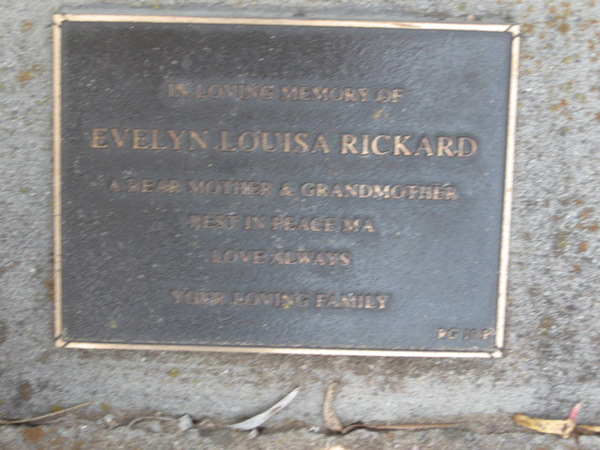 IN LOVING MEMORY OF
EVELYN LOUISA RICKARD
A DEAR MOTHER & GRANDMOTHER
REST IN PEACE MA
LOVE ALWAYS
YOUR LOVING FAMILY